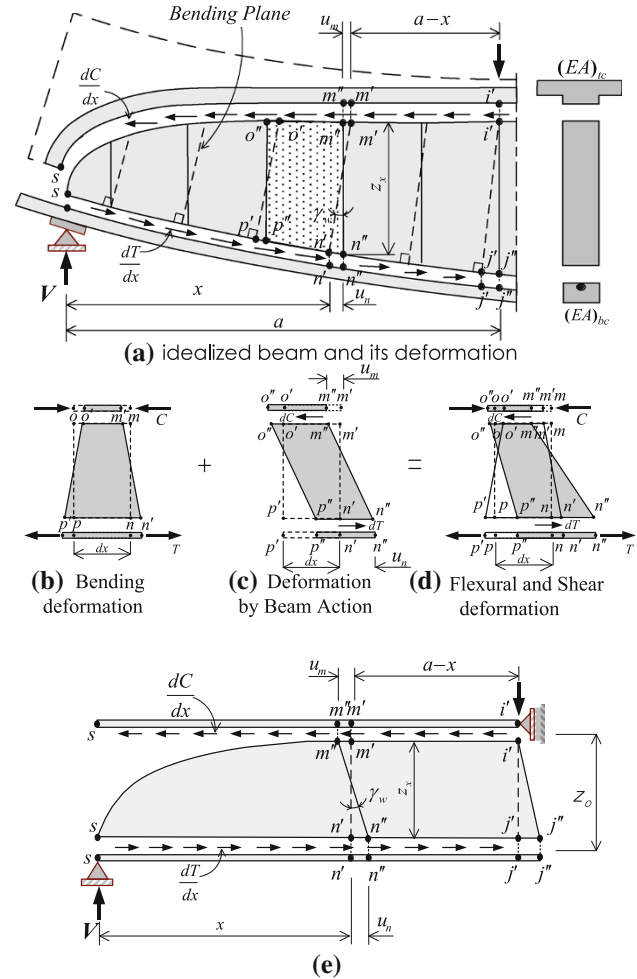 Bending Plane
u_m
a−x
dC
dx
m''
m'
i'
(EA)_tc
o''
o'
m''
m'
i'
s
s
z_x
γ_w
p'
p''
n'
n''
j'
j''
dT
dx
n'
n''
j'
j''
V
x
u_n
a
(EA)_bc
(a) idealized beam and its deformation
o
o'
m'
m
C
p'
p
n
n'
T
dx
(b) Bending
deformation
+
u_m
o''
o'
m''
m'
dC
o''
o'
m''
m'
p'
p''
n'
n''
dT
p'
p''
n'
n''
dx
u_n
(c) Deformation
by Beam Action
=
o''
o
o'
m''
m'
m
dC
C
o''
o
o'
m''
m'
m
p'
p
p''
n
n'
n''
dT
p'
p
p''
n
n'
n''
T
dx
(d) Flexural and Shear
deformation
u_m
a−x
dC
dx
m''
m'
i'
s
m''
m'
i'
z_x
z_o
γ_w
s
n'
n''
j'
j''
s
dT
dx
n'
n''
j'
j''
V
x
u_n
(e)